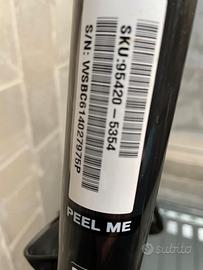 SKU:95420-5354
S/N: WSBC614027975P
PEEL ME
subito